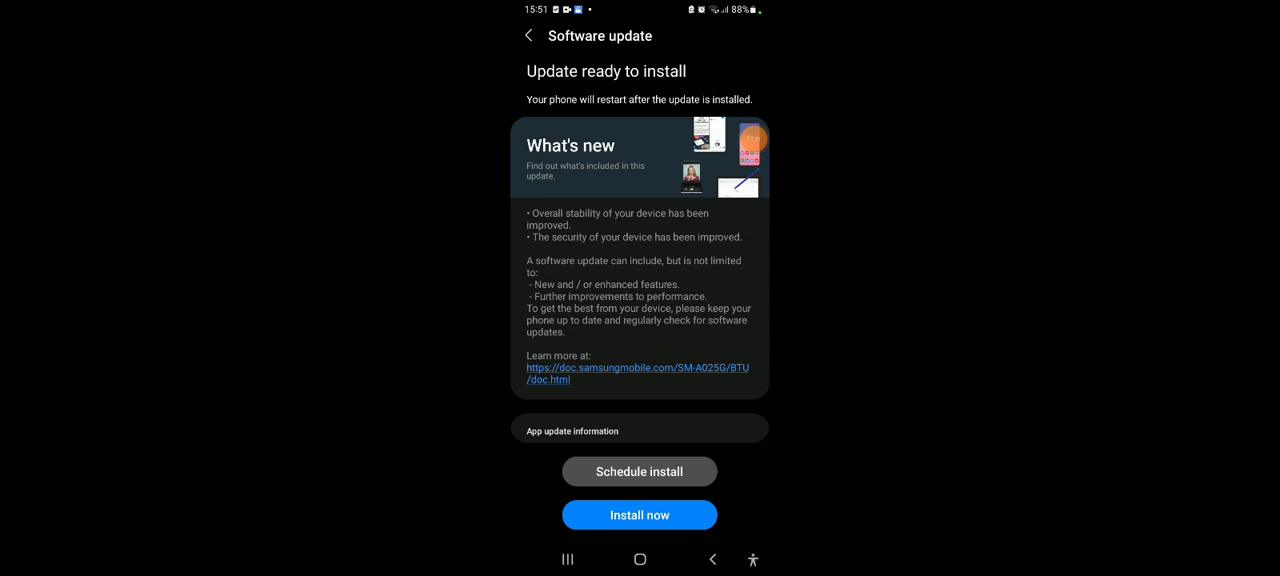 15:51 88%
Software update
Update ready to install
Your phone will restart after the update is installed.
What's new
Find out what's included in this
update.
• Overall stability of your device has been
improved.
• The security of your device has been improved.
A software update can include, but is not limited
to:
- New and / or enhanced features.
- Further improvements to performance.
To get the best from your device, please keep your
phone up to date and regularly check for software
updates.
Learn more at:
https://doc.samsungmobile.com/SM-A025G/BTU
/doc.html
App update information
Schedule install
Install now